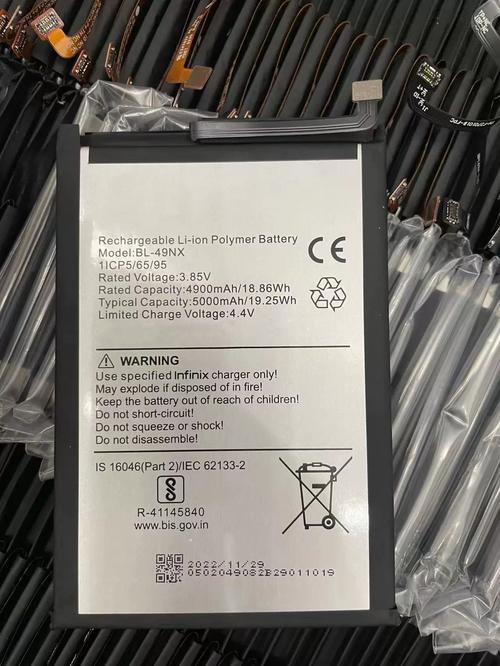 Rechargeable Li-ion Polymer Battery
Model:BL-49NX
1ICP5/65/95
Rated Voltage:3.85V
Rated Capacity:4900mAh/18.86Wh
Typical Capacity:5000mAh/19.25Wh
Limited Charge Voltage:4.4V
CE
WARNING
Use specified Infinix charger only!
May explode if disposed of in fire!
Keep the battery out of reach of children!
Do not short-circuit!
Do not squeeze or shock!
Do not disassemble!
IS 16046(Part 2)/IEC 62133-2
R-41145840
www.bis.gov.in
2022/11/29